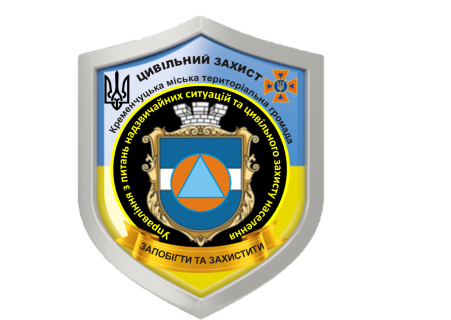 ЦИВІЛЬНИЙ ЗАХИСТ
Кременчуцька міська територіальна громада
Управління з питань надзвичайних ситуацій та цивільного захисту населення
ЗАПОБІГТИ ТА ЗАХИСТИТИ